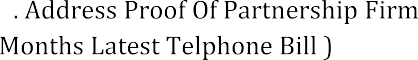 . Address Proof Of Partnership Firm
Months Latest Telphone Bill )